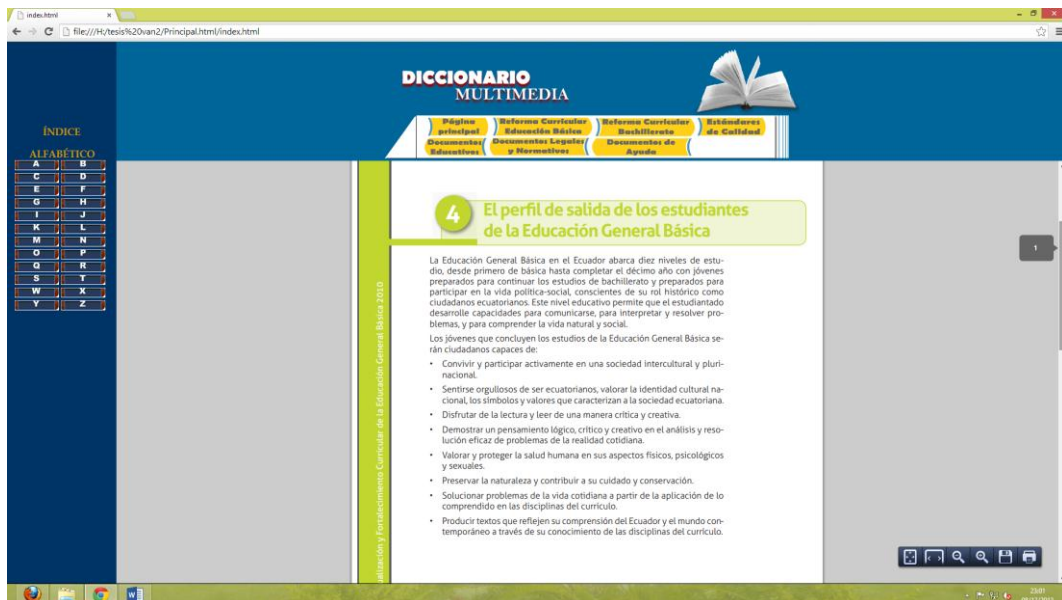 index.html
file:///H:/tesis%20van2/Principal.html/index.html
DICCIONARIO
MULTIMEDIA
Página principal
Reforma Curricular Educación Básica
Reforma Curricular Bachillerato
Estándares de Calidad
Documentos Educativos
Documentos Legales y Normativos
Documentos de Ayuda
ÍNDICE
ALFABÉTICO
A B
C D
E F
G H
I J
K L
M N
O P
Q R
S T
W X
Y Z
4
El perfil de salida de los estudiantes
de la Educación General Básica
La Educación General Básica en el Ecuador abarca diez niveles de estu-
dio, desde primero de básica hasta completar el décimo año con jóvenes
preparados para continuar los estudios de bachillerato y preparados para
participar en la vida política-social, conscientes de su rol histórico como
ciudadanos ecuatorianos. Este nivel educativo permite que el estudiantado
desarrolle capacidades para comunicarse, para interpretar y resolver pro-
blemas, y para comprender la vida natural y social.
Los jóvenes que concluyen los estudios de la Educación General Básica se-
rán ciudadanos capaces de:
• Convivir y participar activamente en una sociedad intercultural y pluri-
nacional.
• Sentirse orgullosos de ser ecuatorianos, valorar la identidad cultural na-
cional, los símbolos y valores que caracterizan a la sociedad ecuatoriana.
• Disfrutar de la lectura y leer de una manera crítica y creativa.
• Demostrar un pensamiento lógico, crítico y creativo en el análisis y reso-
lución eficaz de problemas de la realidad cotidiana.
• Valorar y proteger la salud humana en sus aspectos físicos, psicológicos
y sexuales.
• Preservar la naturaleza y contribuir a su cuidado y conservación.
• Solucionar problemas de la vida cotidiana a partir de la aplicación de lo
comprendido en las disciplinas del currículo.
• Producir textos que reflejen su comprensión del Ecuador y el mundo con-
temporáneo a través de su conocimiento de las disciplinas del currículo.
y Fortalecimiento Curricular de la Educación General Básica 2010
1
23:01